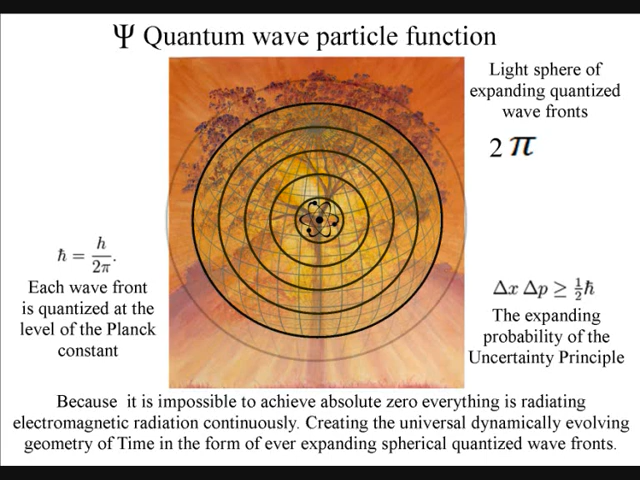 Ψ Quantum wave particle function
Light sphere of
expanding quantized
wave fronts
2 π
ħ = h/2π.
Each wave front
is quantized at the
level of the Planck
constant
Δx Δp ≥ ½ħ
The expanding
probability of the
Uncertainty Principle
Because it is impossible to achieve absolute zero everything is radiating
electromagnetic radiation continuously. Creating the universal dynamically evolving
geometry of Time in the form of ever expanding spherical quantized wave fronts.